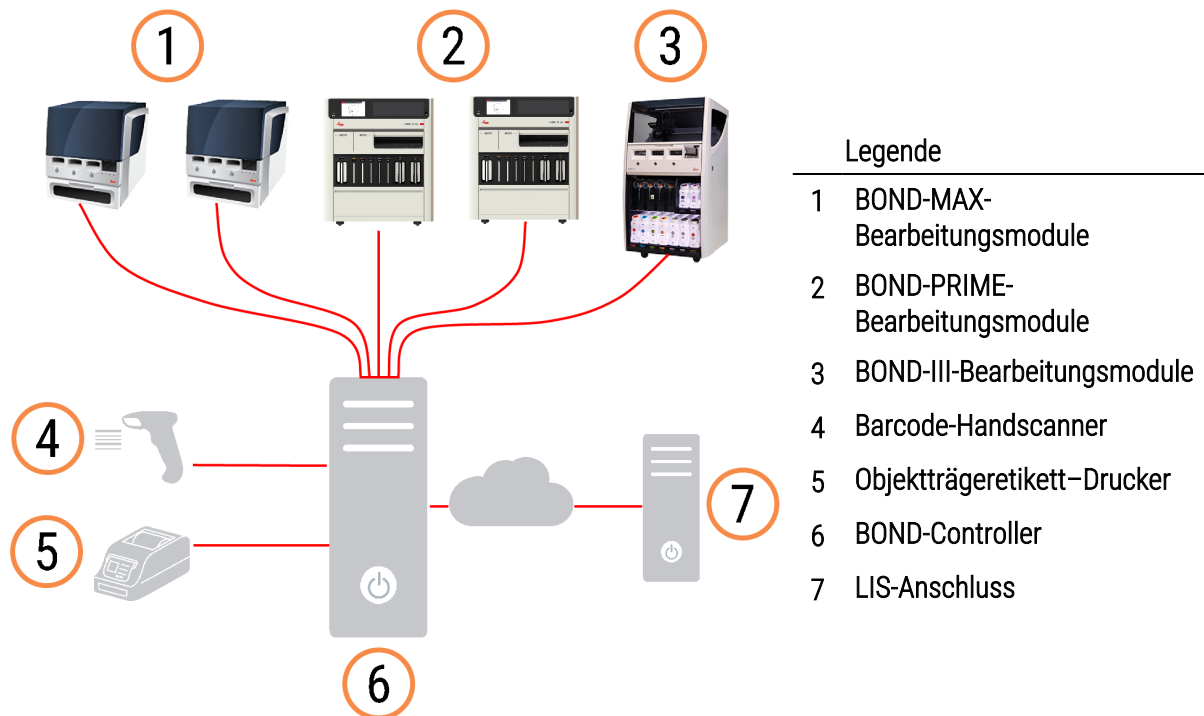 1
2
3
Legende
1 BOND-MAX-
Bearbeitungsmodule
2 BOND-PRIME-
Bearbeitungsmodule
3 BOND-III-Bearbeitungsmodule
4 Barcode-Handscanner
5 Objektträgeretikett–Drucker
6 BOND-Controller
7 LIS-Anschluss
4
5
7
6